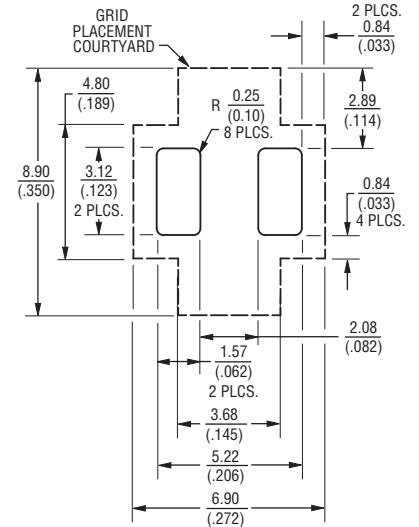 GRID
PLACEMENT
COURTYARD
2 PLCS.
0.84
(.033)
4.80
(.189)
R 0.25
(0.10)
8 PLCS.
2.89
(.114)
8.90
(.350)
3.12
(.123)
2 PLCS.
0.84
(.033)
4 PLCS.
2.08
(.082)
1.57
(.062)
2 PLCS.
3.68
(.145)
5.22
(.206)
6.90
(.272)